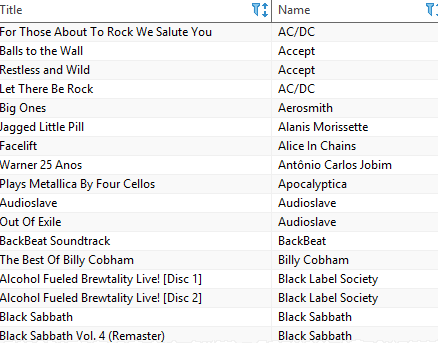 Title Name
For Those About To Rock We Salute You AC/DC
Balls to the Wall Accept
Restless and Wild Accept
Let There Be Rock AC/DC
Big Ones Aerosmith
Jagged Little Pill Alanis Morissette
Facelift Alice In Chains
Warner 25 Anos Antônio Carlos Jobim
Plays Metallica By Four Cellos Apocalyptica
Audioslave Audioslave
Out Of Exile Audioslave
BackBeat Soundtrack BackBeat
The Best Of Billy Cobham Billy Cobham
Alcohol Fueled Brewtality Live! [Disc 1] Black Label Society
Alcohol Fueled Brewtality Live! [Disc 2] Black Label Society
Black Sabbath Black Sabbath
Black Sabbath Vol. 4 (Remaster) Black Sabbath